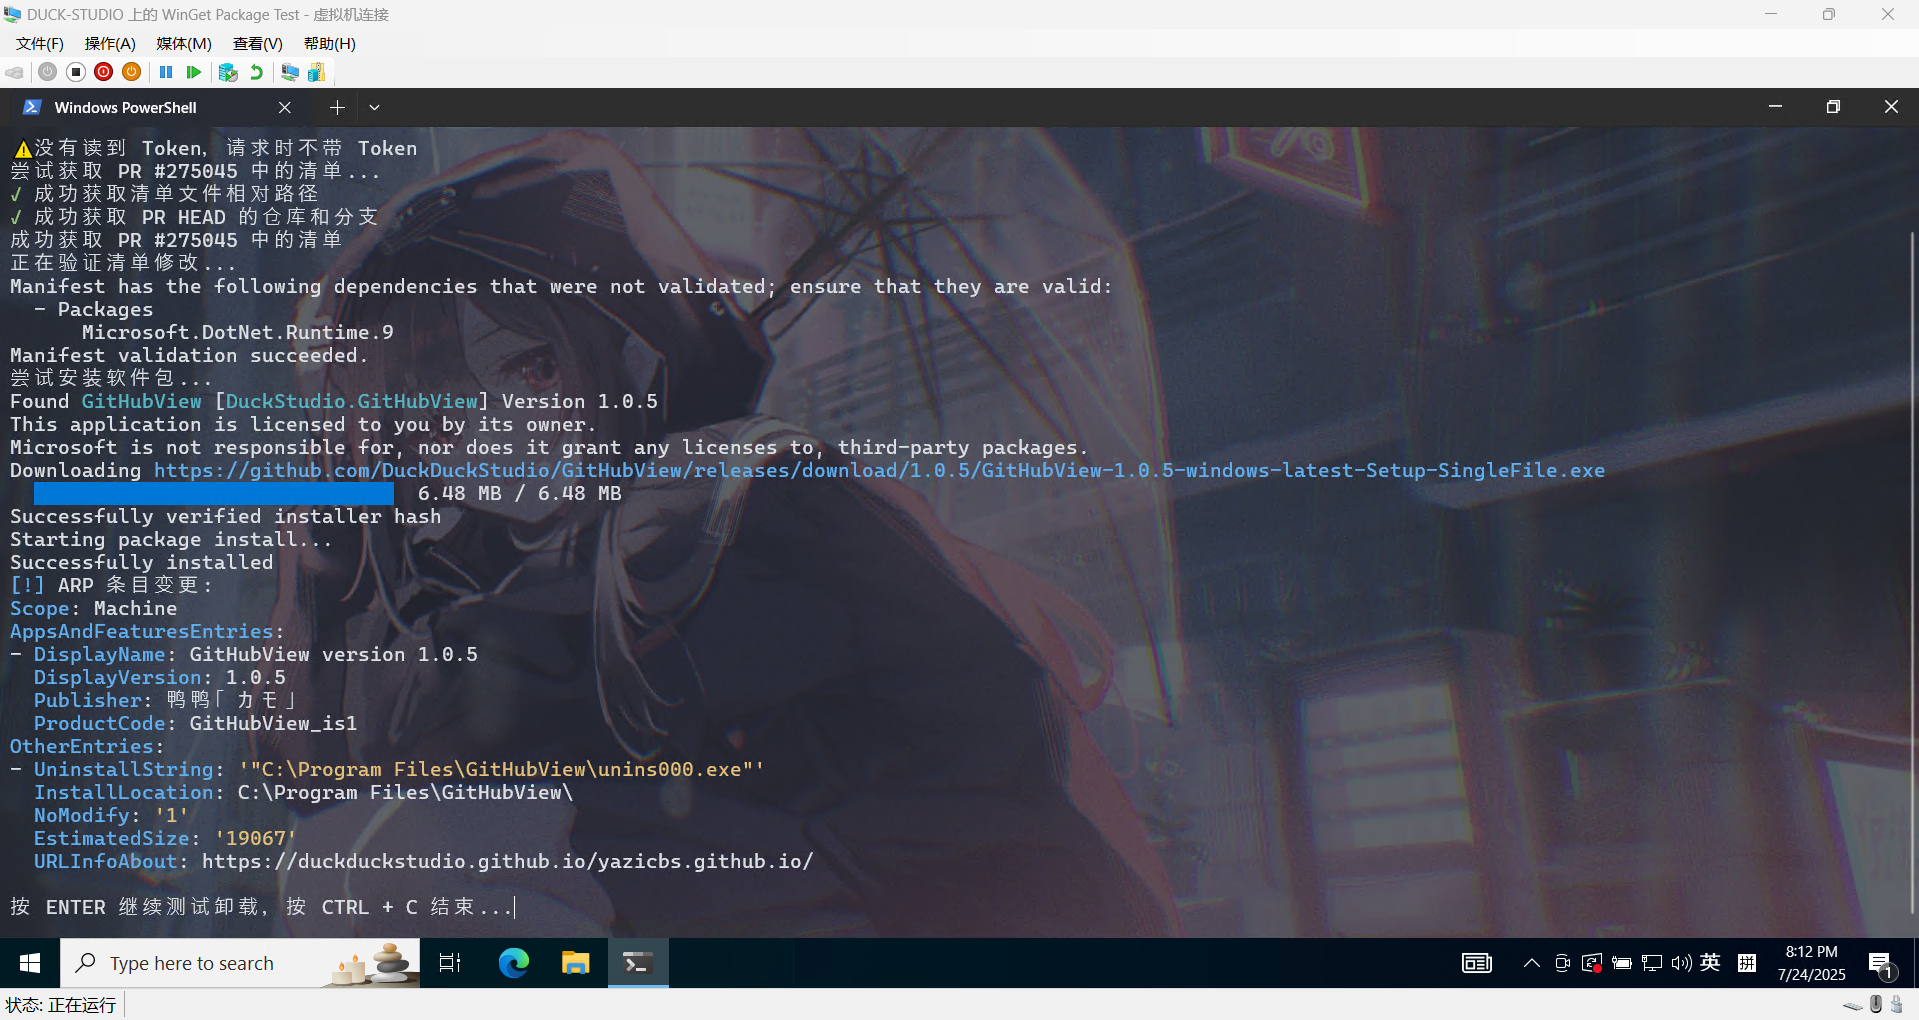 DUCK-STUDIO 上的 WinGet Package Test - 虚拟机连接
文件(F) 操作(A) 媒体(M) 查看(V) 帮助(H)
Windows PowerShell
没有读到 Token, 请求时不带 Token
尝试获取 PR #275045 中的清单...
✓ 成功获取清单文件相对路径
✓ 成功获取 PR HEAD 的仓库和分支
成功获取 PR #275045 中的清单
正在验证清单修改...
Manifest has the following dependencies that were not validated; ensure that they are valid:
- Packages
Microsoft.DotNet.Runtime.9
Manifest validation succeeded.
尝试安装软件包...
Found GitHubView [DuckStudio.GitHubView] Version 1.0.5
This application is licensed to you by its owner.
Microsoft is not responsible for, nor does it grant any licenses to, third-party packages.
Downloading https://github.com/DuckDuckStudio/GitHubView/releases/download/1.0.5/GitHubView-1.0.5-windows-latest-Setup-SingleFile.exe
6.48 MB / 6.48 MB
Successfully verified installer hash
Starting package install...
Successfully installed
[!] ARP 条目变更:
Scope: Machine
AppsAndFeaturesEntries:
- DisplayName: GitHubView version 1.0.5
DisplayVersion: 1.0.5
Publisher: 鸭鸭「カモ」
ProductCode: GitHubView_is1
OtherEntries:
- UninstallString: '"C:\Program Files\GitHubView\unins000.exe"'
InstallLocation: C:\Program Files\GitHubView\
NoModify: '1'
EstimatedSize: '19067'
URLInfoAbout: https://duckduckstudio.github.io/yazicbs.github.io/
按 ENTER 继续测试卸载, 按 CTRL + C 结束...
Type here to search
英
拼
8:12 PM
7/24/2025
1
状态: 正在运行